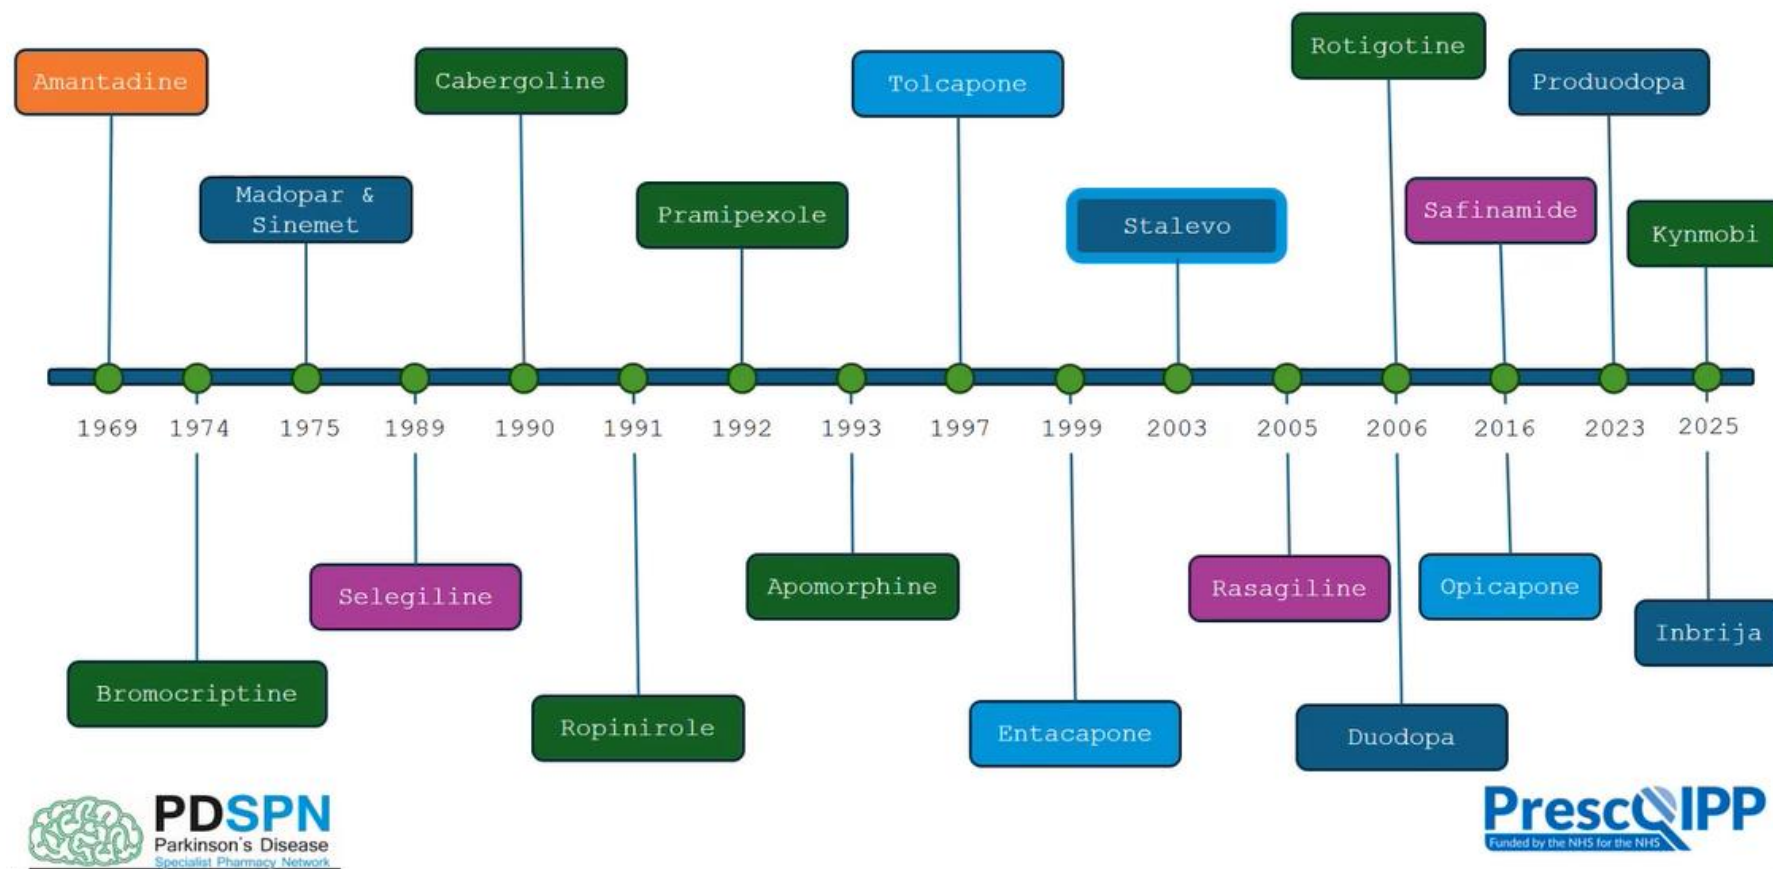 Rotigotine
Amantadine
Cabergoline
Tolcapone
Produodopa
Madopar &
Sinemet
Pramipexole
Stalevo
Safinamide
Kynmobi
1969 1974 1975 1989 1990 1991 1992 1993 1997 1999 2003 2005 2006 2016 2023 2025
Selegiline
Apomorphine
Rasagiline
Opicapone
Inbrija
Bromocriptine
Ropinirole
Entacapone
Duodopa
PDSPN
Parkinson's Disease
Specialist Pharmacy Network
PrescQIPP
Funded by the NHS for the NHS